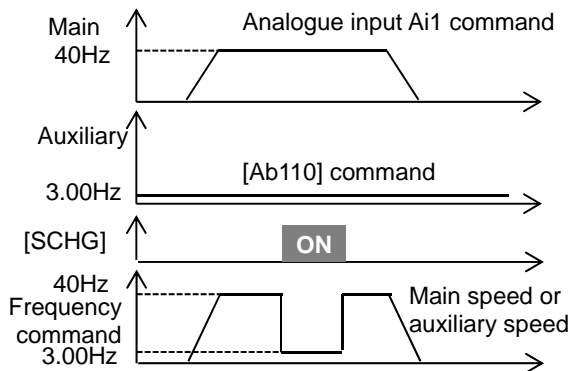 Main
40Hz
Analogue input Ai1 command
Auxiliary
[Ab110] command
3.00Hz
[SCHG]
ON
40Hz
Frequency
command
3.00Hz
Main speed or
auxiliary speed